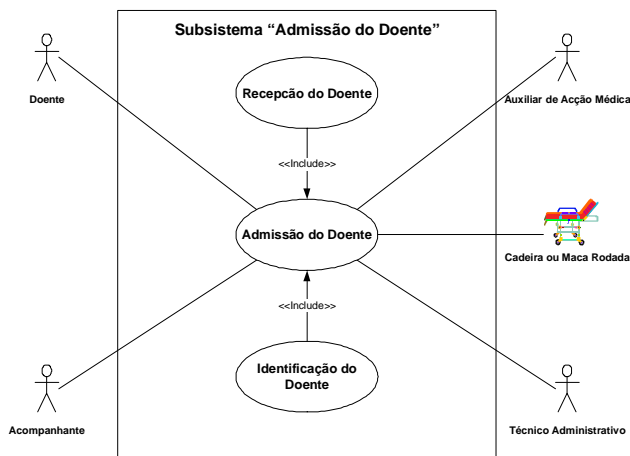 Subsistema “Admissão do Doente”
Recepcão do Doente
Doente
Auxiliar de Acção Médica
<<Include>>
Admissão do Doente
Cadeira ou Maca Rodada
<<Include>>
Identificação do
Doente
Acompanhante
Técnico Administrativo